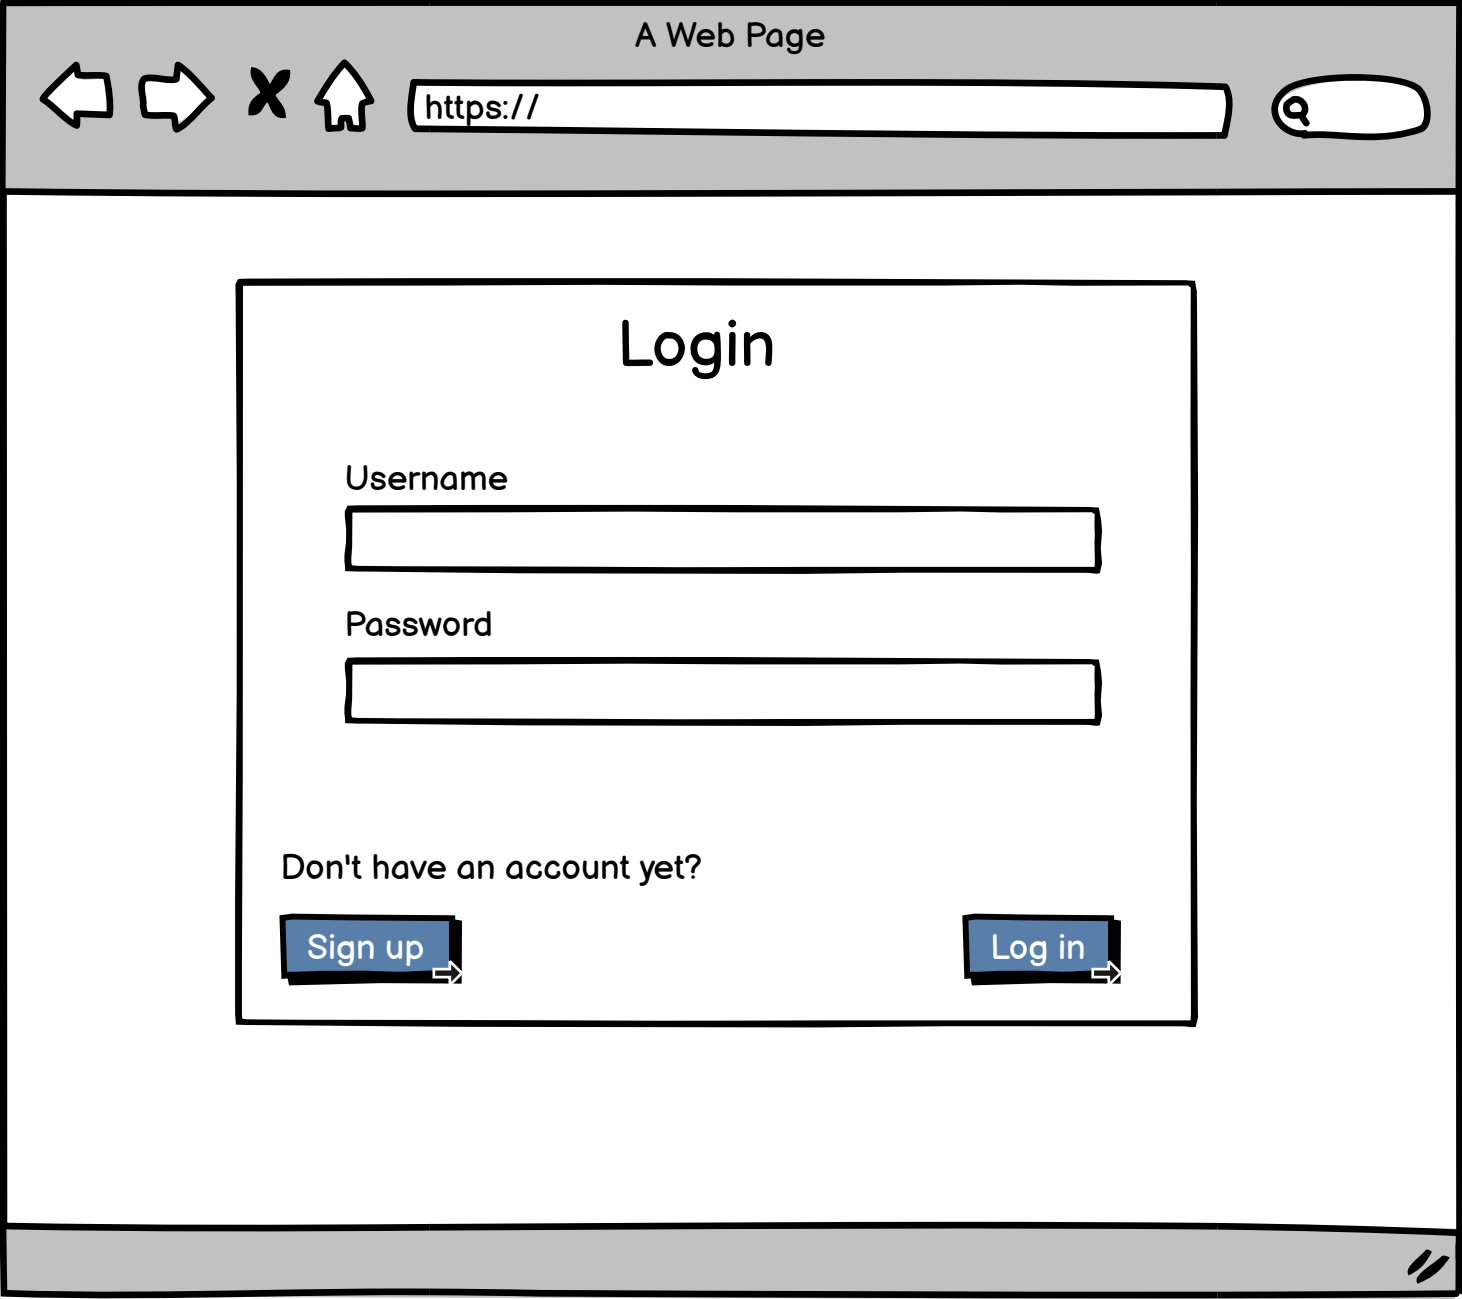 A Web Page
https://
Login
Username
Password
Don't have an account yet?
Sign up
Log in